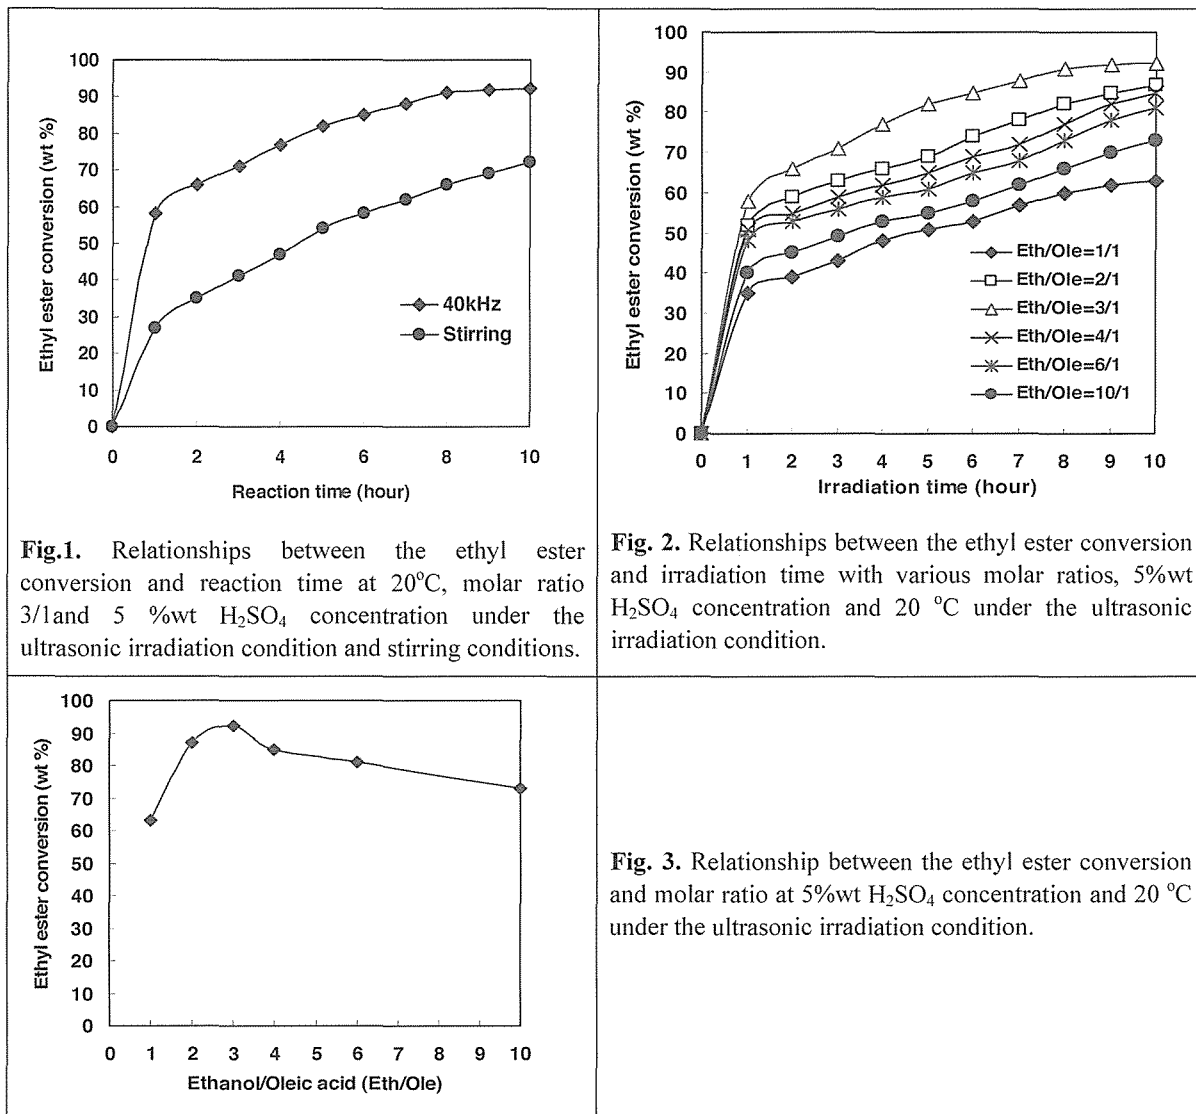 100
90
80
70
60
50
40
30
20
10
0
Ethyl ester conversion (wt %)
40kHz
Stirring
0 2 4 6 8 10
Reaction time (hour)
Fig.1. Relationships between the ethyl ester
conversion and reaction time at 20°C, molar ratio
3/1and 5 %wt H₂SO₄ concentration under the
ultrasonic irradiation condition and stirring conditions.
100
90
80
70
60
50
40
30
20
10
0
Ethyl ester conversion (wt %)
Eth/Ole=1/1
Eth/Ole=2/1
Eth/Ole=3/1
Eth/Ole=4/1
Eth/Ole=6/1
Eth/Ole=10/1
0 1 2 3 4 5 6 7 8 9 10
Irradiation time (hour)
Fig. 2. Relationships between the ethyl ester conversion
and irradiation time with various molar ratios, 5%wt
H₂SO₄ concentration and 20 °C under the ultrasonic
irradiation condition.
100
90
80
70
60
50
40
30
20
10
0
Ethyl ester conversion (wt %)
0 1 2 3 4 5 6 7 8 9 10
Ethanol/Oleic acid (Eth/Ole)
Fig. 3. Relationship between the ethyl ester conversion
and molar ratio at 5%wt H₂SO₄ concentration and 20 °C
under the ultrasonic irradiation condition.